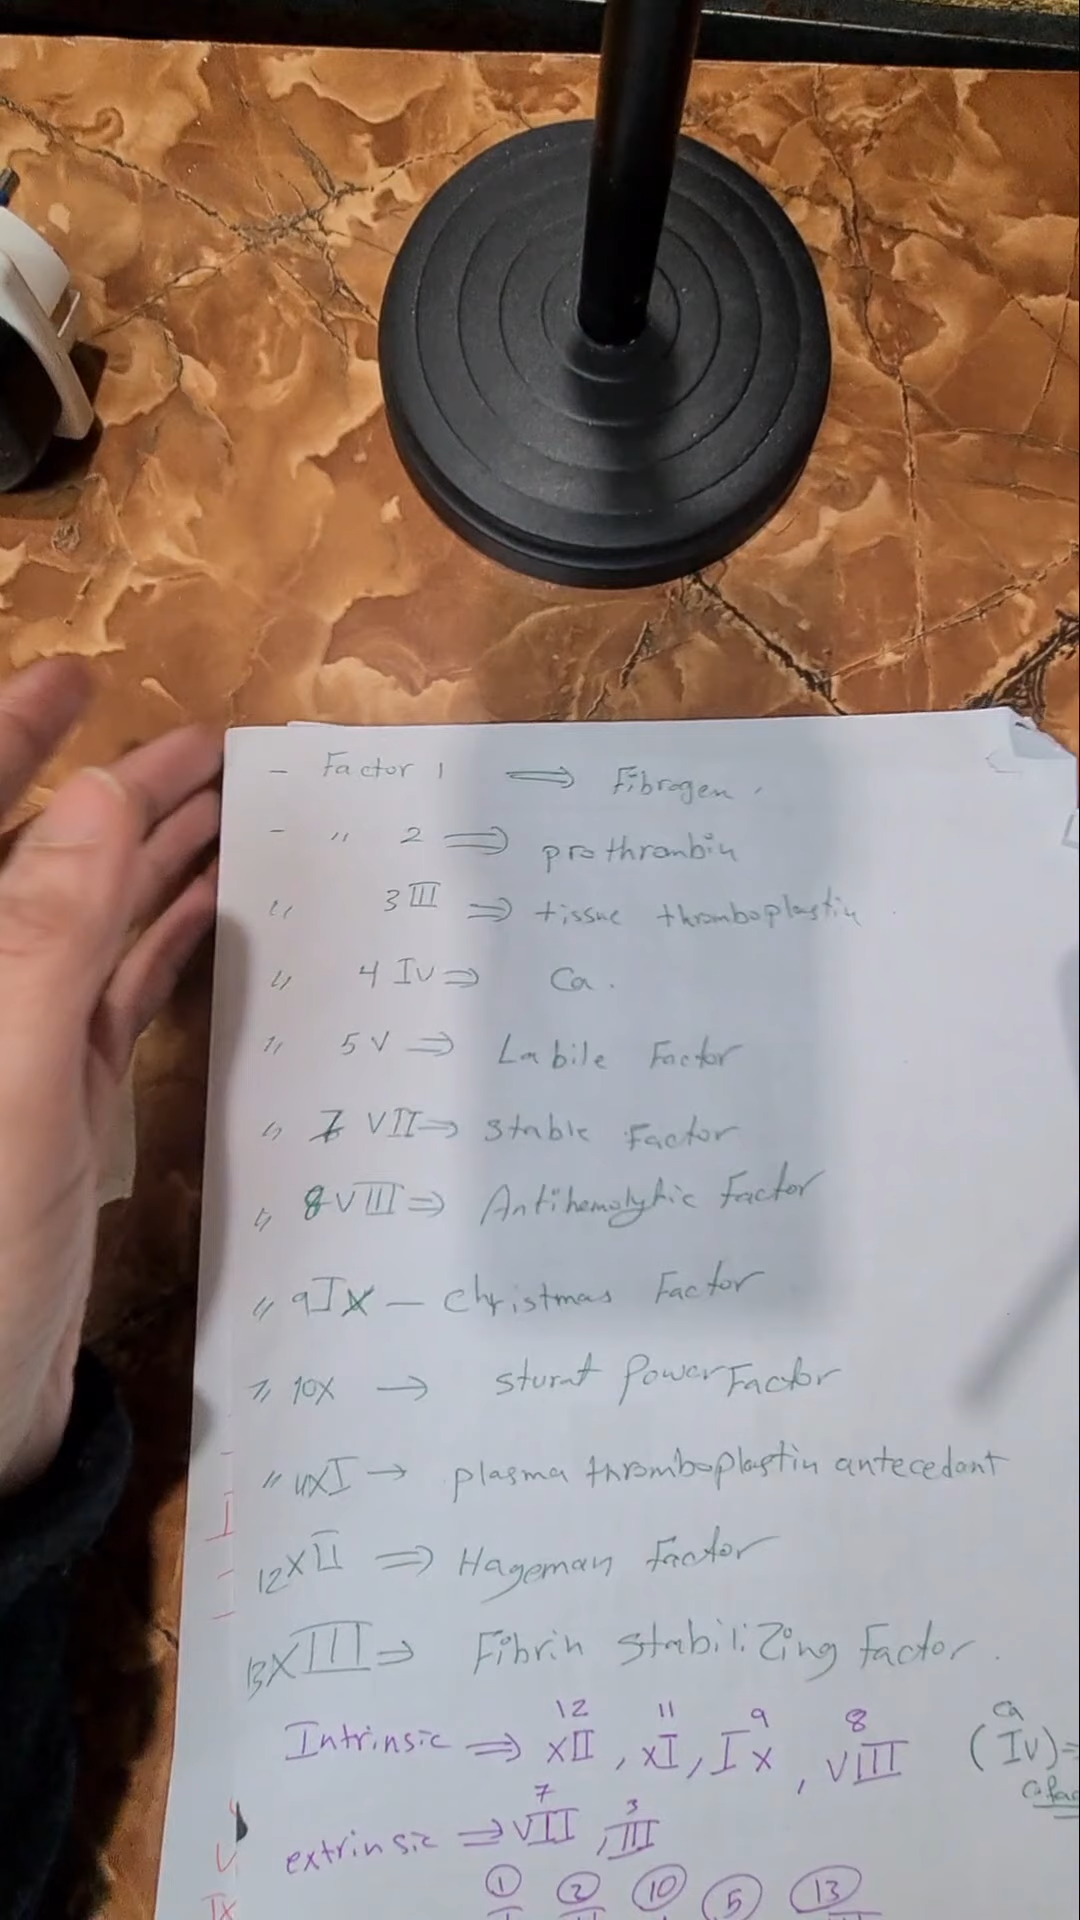 - Factor 1 ⇒ Fibrogen.
- " 2 ⇒ prothrombin
" 3 III ⇒ tissue thromboplastin
" 4 IV ⇒ Ca.
" 5 V ⇒ Labile Factor
" 7 VII ⇒ stable Factor
" 8 VIII ⇒ Antihemolytic Factor
" 9 IX — christmas Factor
" 10 X → sturat Power Factor
" 11 XI → plasma thromboplastin antecedant
12 XII ⇒ Hageman Factor
13 XIII ⇒ Fibrin Stabilizing Factor.
12 11 9 8 Ca
Intrinsic ⇒ XII, XI, IX, VIII (IV) ⇒
7 3
extrinsic ⇒ VII, III
1 2 10 5 13
I
V
IX